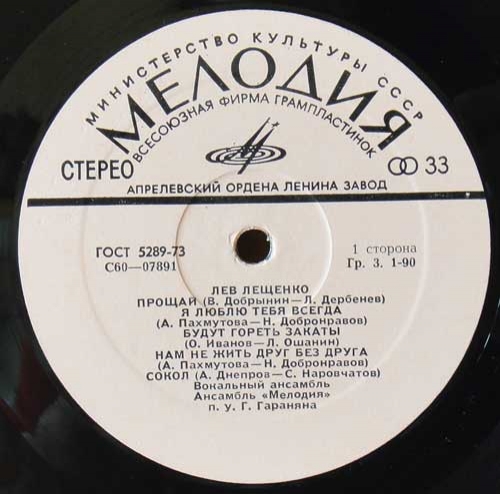 МИНИСТЕРСТВО КУЛЬТУРЫ СССР
МЕЛОДИЯ
ВСЕСОЮЗНАЯ ФИРМА ГРАМПЛАСТИНОК
СТЕРЕО
33
АПРЕЛЕВСКИЙ ОРДЕНА ЛЕНИНА ЗАВОД
ГОСТ 5289-73
С60—07891
1 сторона
Гр. 3. 1-90
ЛЕВ ЛЕЩЕНКО
ПРОЩАЙ (В. Добрынин—Л. Дербенев)
Я ЛЮБЛЮ ТЕБЯ ВСЕГДА
(А. Пахмутова—Н. Добронравов)
БУДУТ ГОРЕТЬ ЗАКАТЫ
(О. Иванов—Л. Ошанин)
НАМ НЕ ЖИТЬ ДРУГ БЕЗ ДРУГА
(А. Пахмутова—Н. Добронравов)
СОКОЛ (А. Днепров—С. Наровчатов)
Вокальный ансамбль
Ансамбль «Мелодия»
п. у. Г. Гараняна